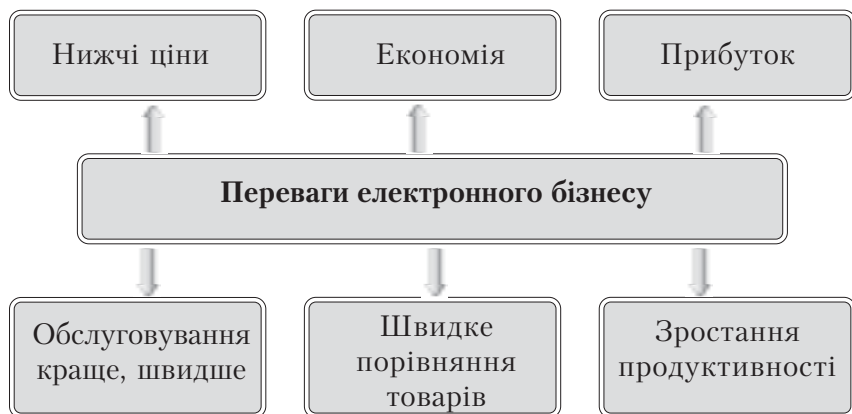 Нижчі ціни
Економія
Прибуток
Переваги електронного бізнесу
Обслуговування
краще, швидше
Швидке
порівняння
товарів
Зростання
продуктивності